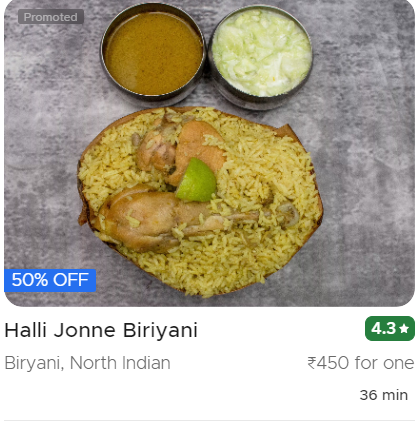 Promoted
50% OFF
Halli Jonne Biriyani
4.3★
Biryani, North Indian
₹450 for one
36 min